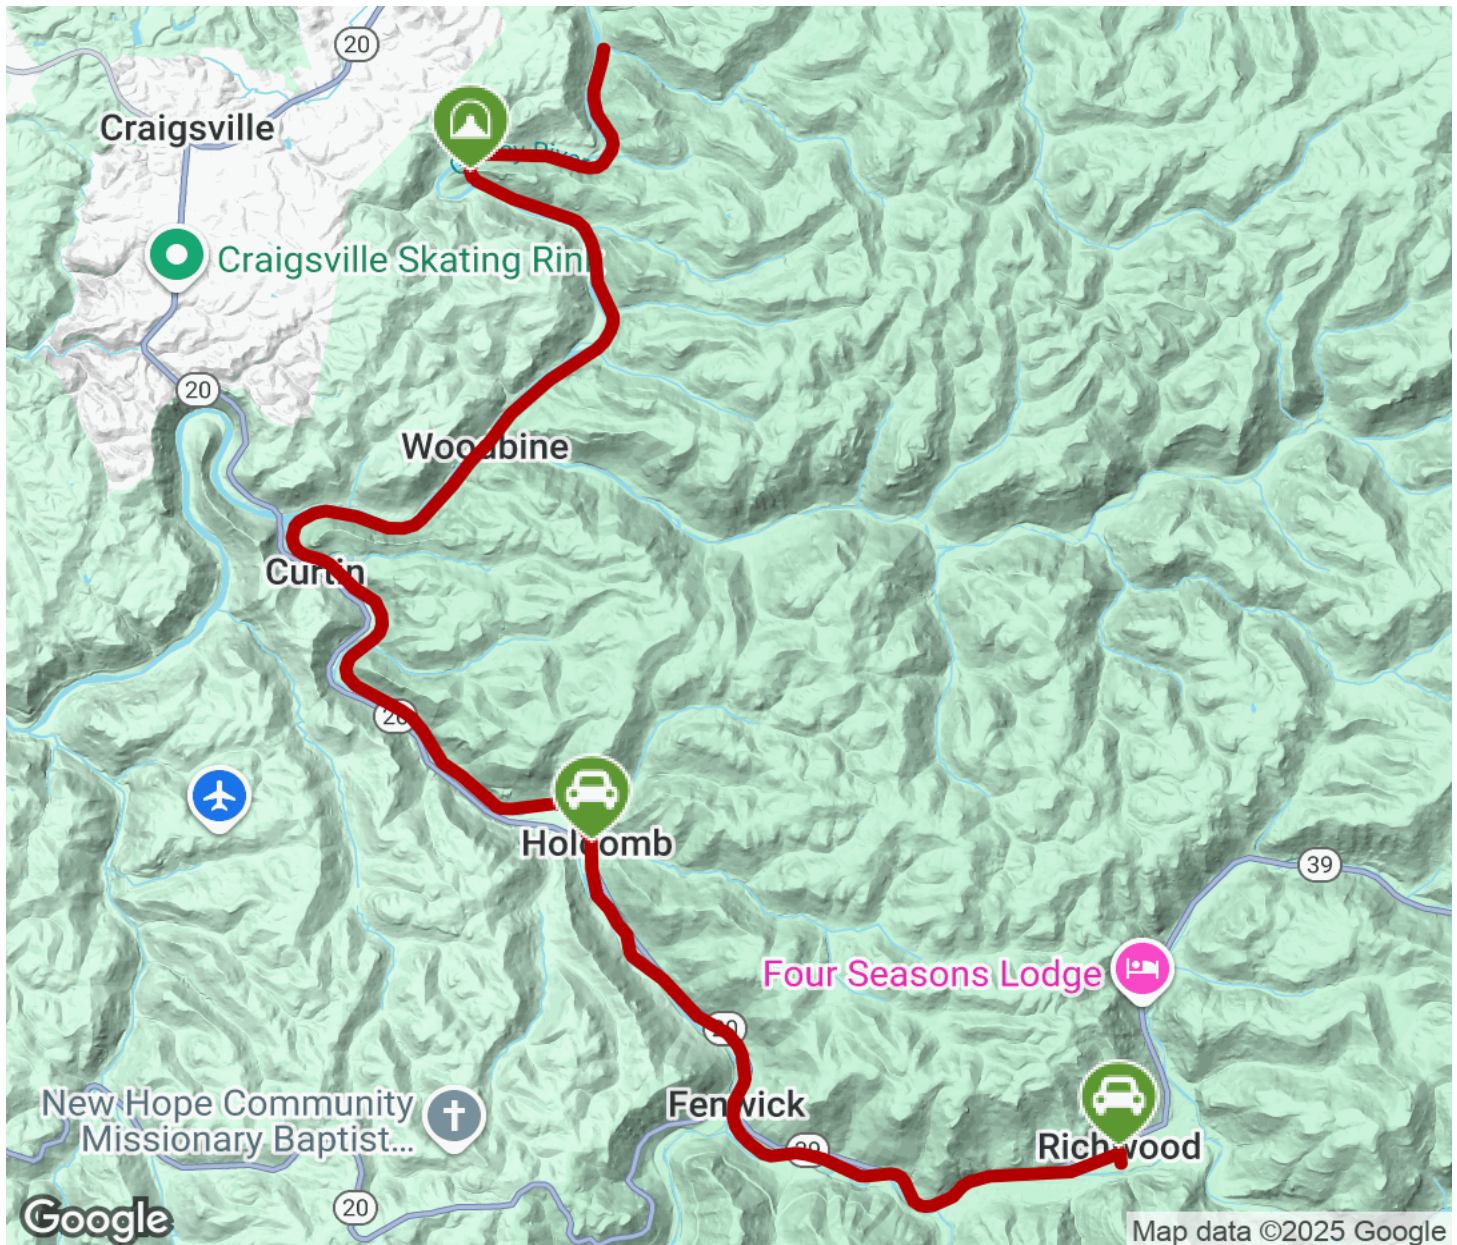 20
Craigsville
Craigsville Skating Rink
20
Woodbine
Curtin
20
Holcomb
39
Four Seasons Lodge
20
Fenwick
New Hope Community
Missionary Baptist...
Richwood
20
Google
Map data ©2025 Google